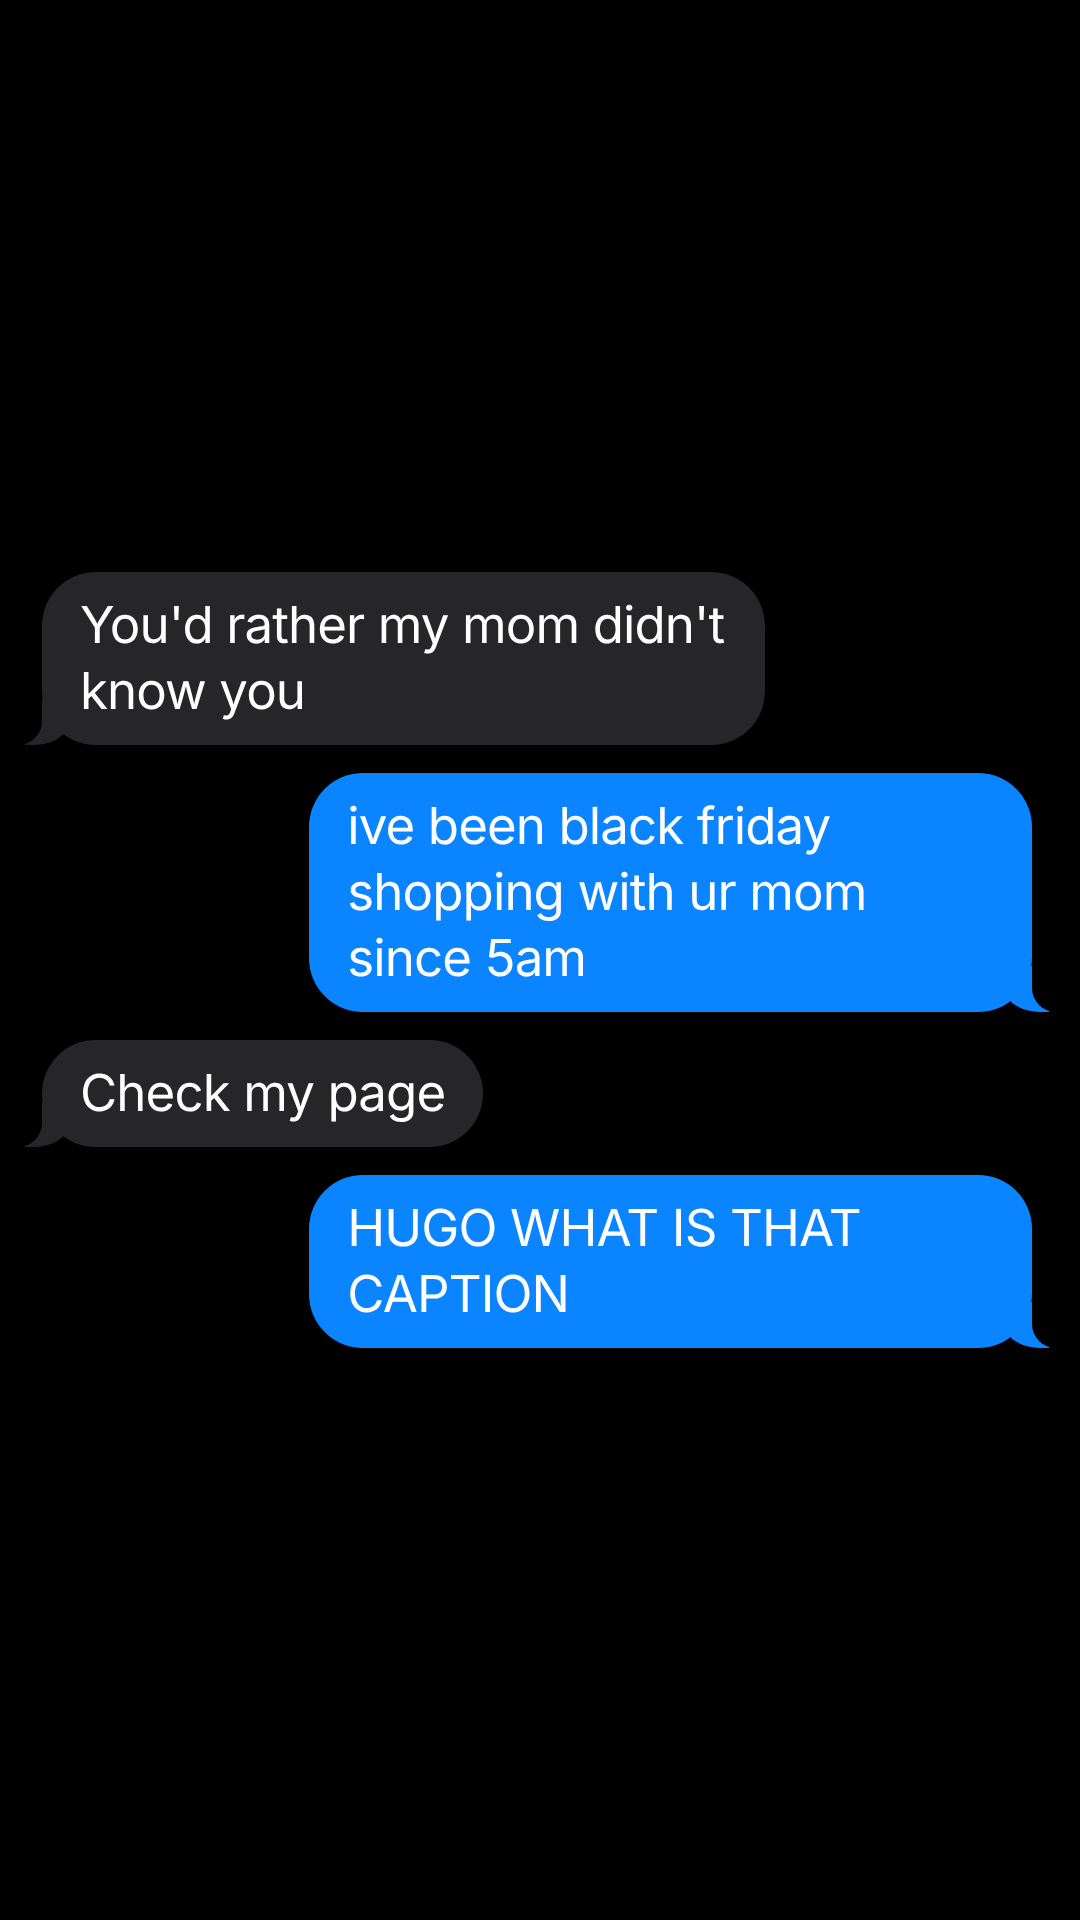 You'd rather my mom didn't
know you
ive been black friday
shopping with ur mom
since 5am
Check my page
HUGO WHAT IS THAT
CAPTION